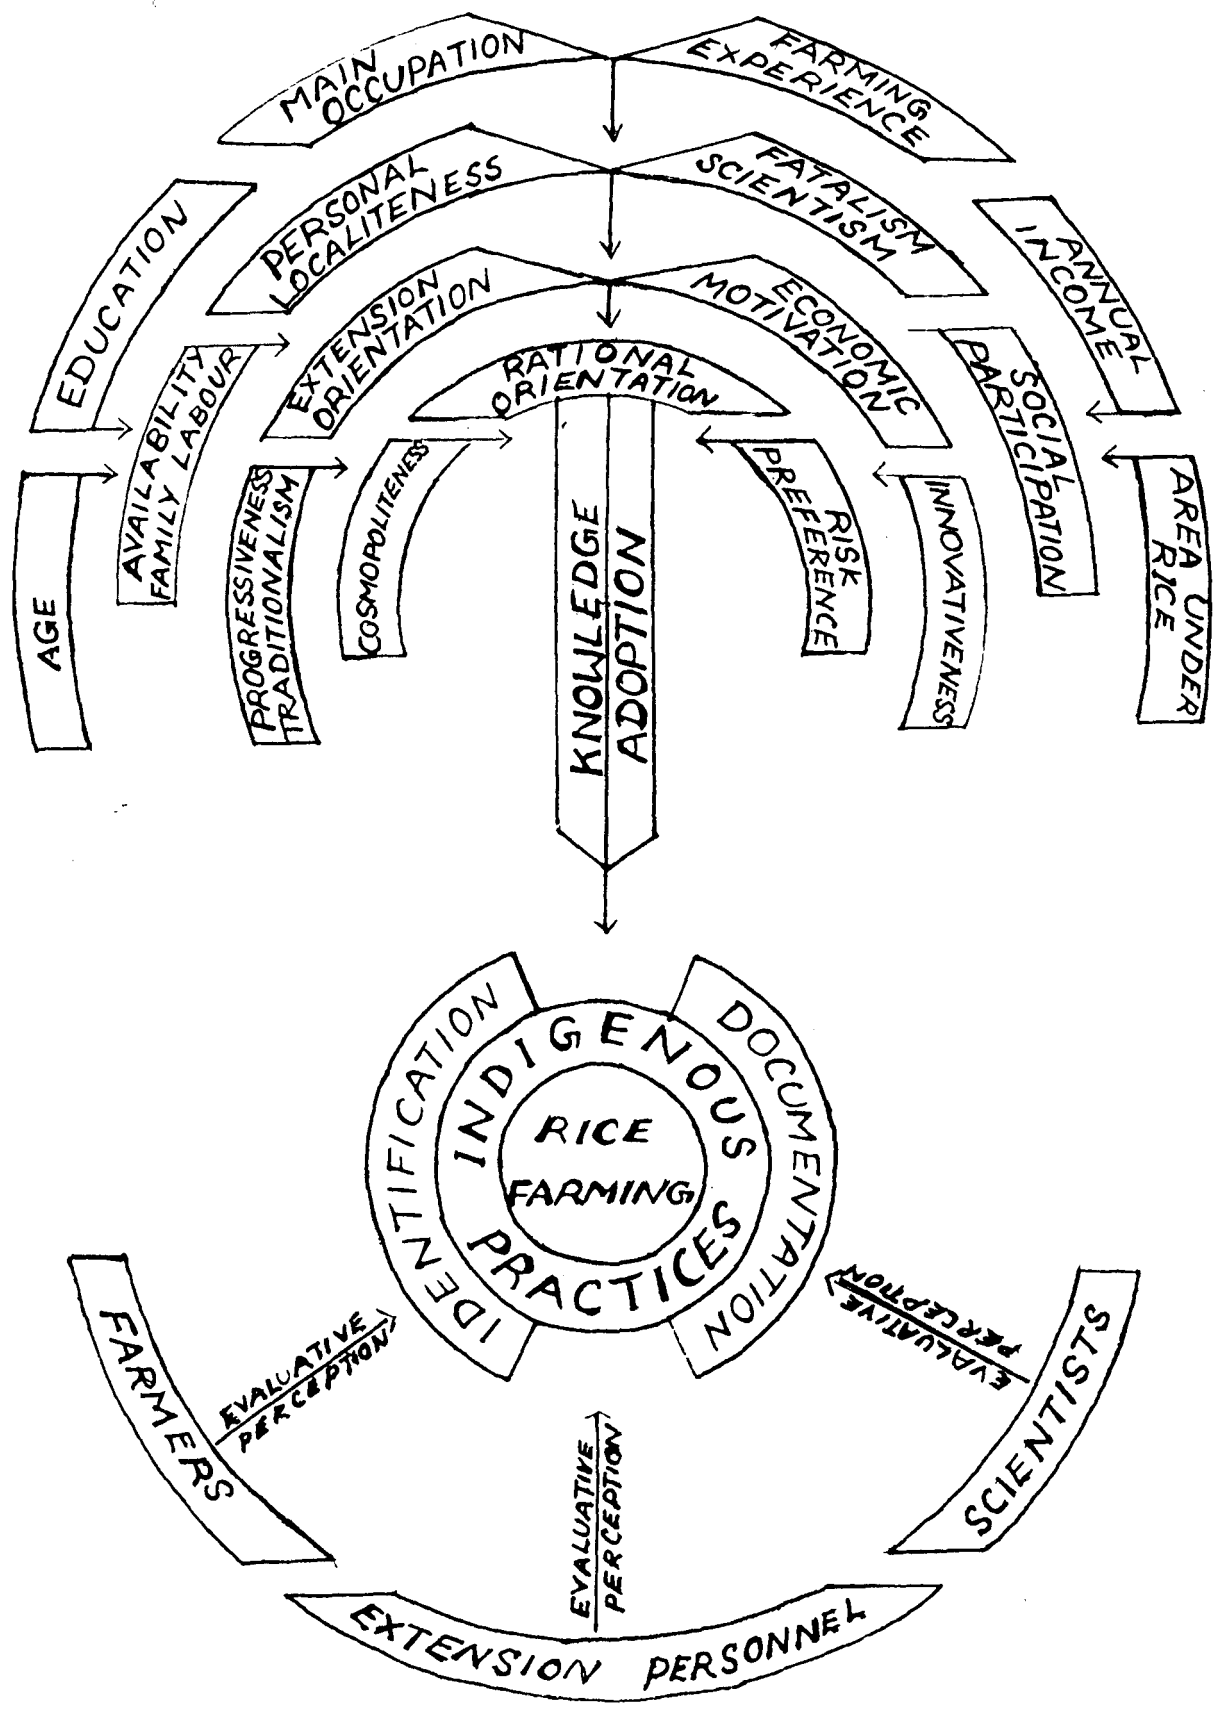 MAIN
OCCUPATION
FARMING
EXPERIENCE
PERSONAL
LOCALITENESS
FATALISM
SCIENTISM
EDUCATION
ANNUAL
INCOME
EXTENSION
ORIENTATION
ECONOMIC
MOTIVATION
AVAILABILITY
FAMILY LABOUR
RATIONAL
ORIENTATION
SOCIAL
PARTICIPATION
AGE
PROGRESSIVENESS
TRADITIONALISM
COSMOPOLITENESS
KNOWLEDGE
ADOPTION
RISK
PREFERENCE
INNOVATIVENESS
AREA UNDER
RICE
IDENTIFICATION
INDIGENOUS
PRACTICES
RICE
FARMING
DOCUMENTATION
FARMERS
EVALUATIVE
PERCEPTION
EVALUATIVE
PERCEPTION
EVALUATIVE
PERCEPTION
SCIENTISTS
EXTENSION PERSONNEL